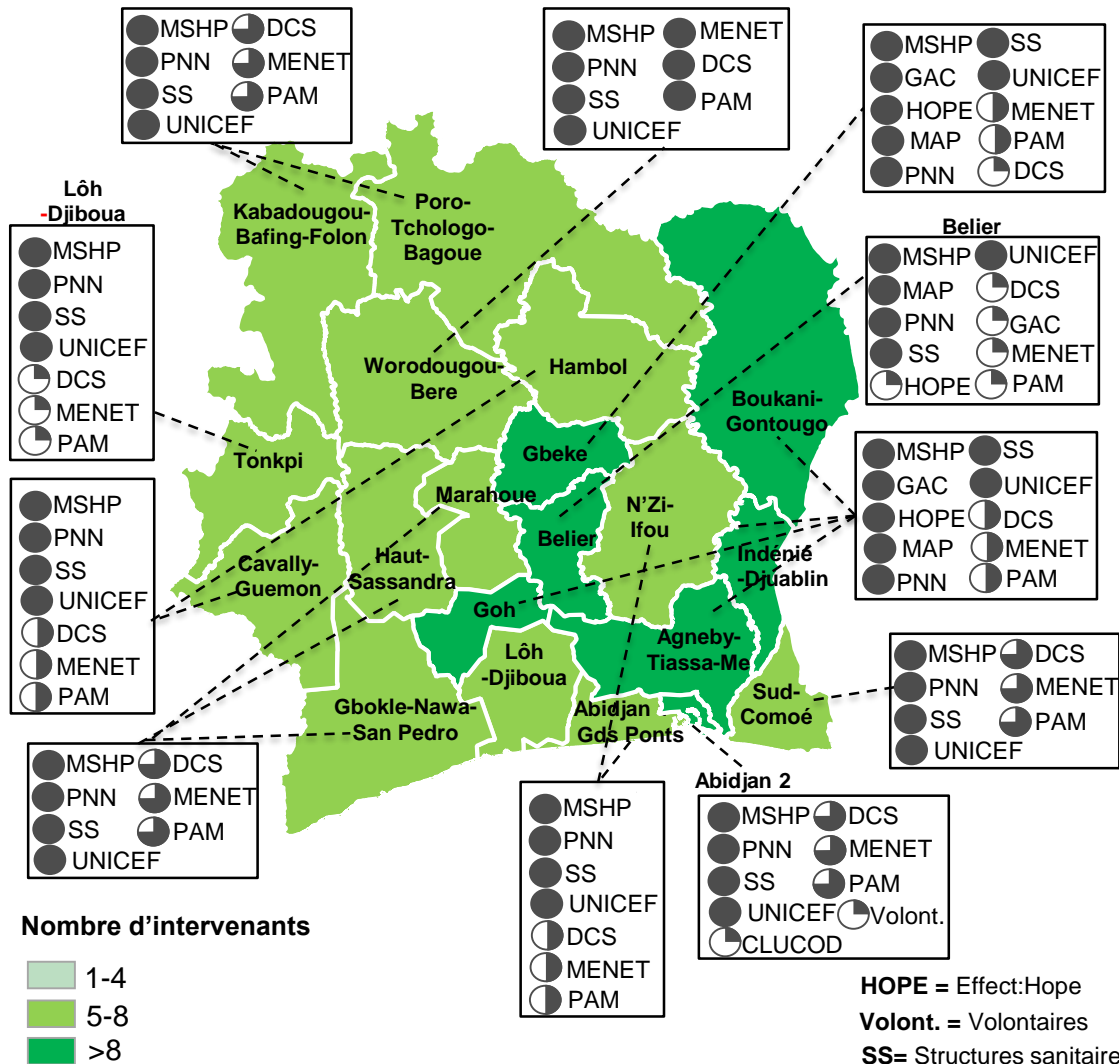 MSHP DCS
PNN MENET
SS PAM
UNICEF
MSHP MENET
PNN DCS
SS PAM
UNICEF
MSHP SS
GAC UNICEF
HOPE MENET
MAP PAM
PNN DCS
Lôh
-Djiboua
MSHP
PNN
SS
UNICEF
DCS
MENET
PAM
Belier
MSHP UNICEF
MAP DCS
PNN GAC
SS MENET
HOPE PAM
Kabadougou-
Bafing-Folon
Poro-
Tchologo-
Bagoue
Worodougou-
Bere
Hambol
Boukani-
Gontougo
Gbeke
Tonkpi
Marahoue
N'Zi-
Ifou
Belier
Indenié
-Djuablin
Cavally-
Guemon
Haut-
Sassandra
Goh
Agneby-
Tiassa-Me
Lôh
-Djiboua
Gbokle-Nawa-
San Pedro
Abidjan 1
Gds Ponts
Sud-
Comoé
MSHP
PNN
SS
UNICEF
DCS
MENET
PAM
MSHP SS
GAC UNICEF
HOPE DCS
MAP MENET
PNN PAM
MSHP DCS
PNN MENET
SS PAM
UNICEF
MSHP DCS
PNN MENET
SS PAM
UNICEF
MSHP
PNN
SS
UNICEF
DCS
MENET
PAM
Abidjan 2
MSHP DCS
PNN MENET
SS PAM
UNICEF Volont.
CLUCOD
Nombre d'intervenants
1-4
5-8
>8
HOPE = Effect:Hope
Volont. = Volontaires
SS= Structures sanitaire